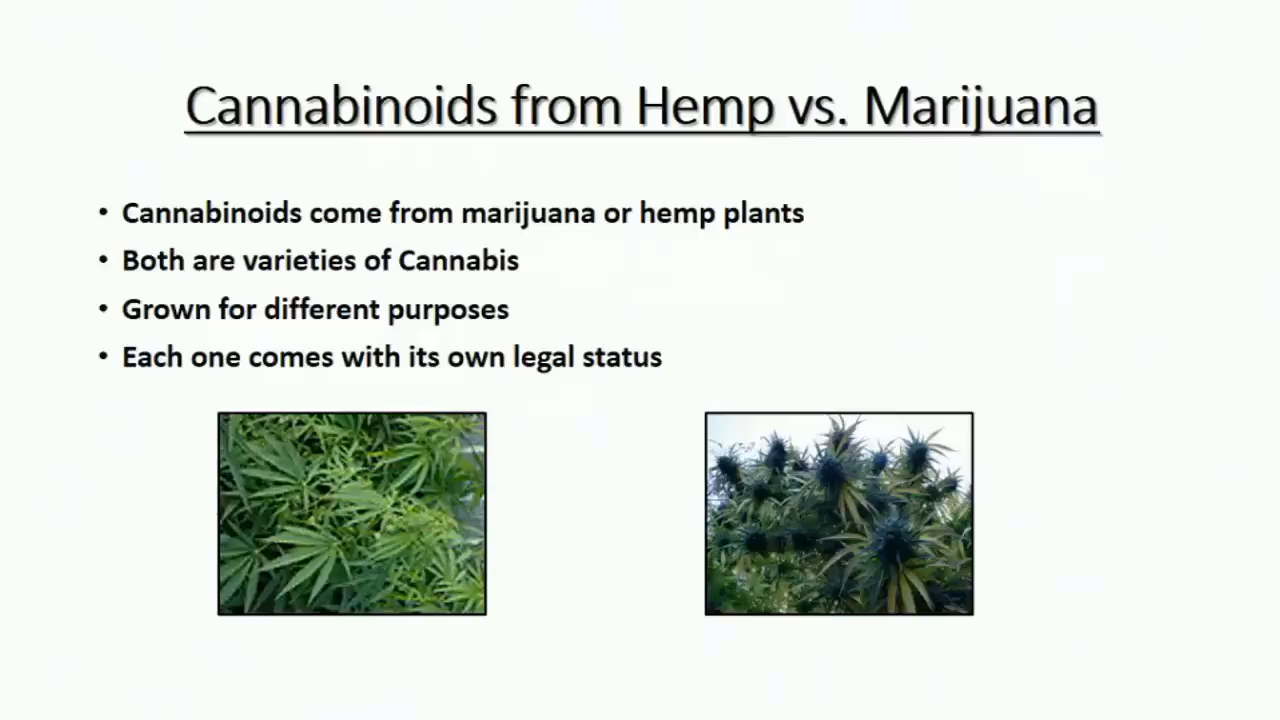 Cannabinoids from Hemp vs. Marijuana
• Cannabinoids come from marijuana or hemp plants
• Both are varieties of Cannabis
• Grown for different purposes
• Each one comes with its own legal status